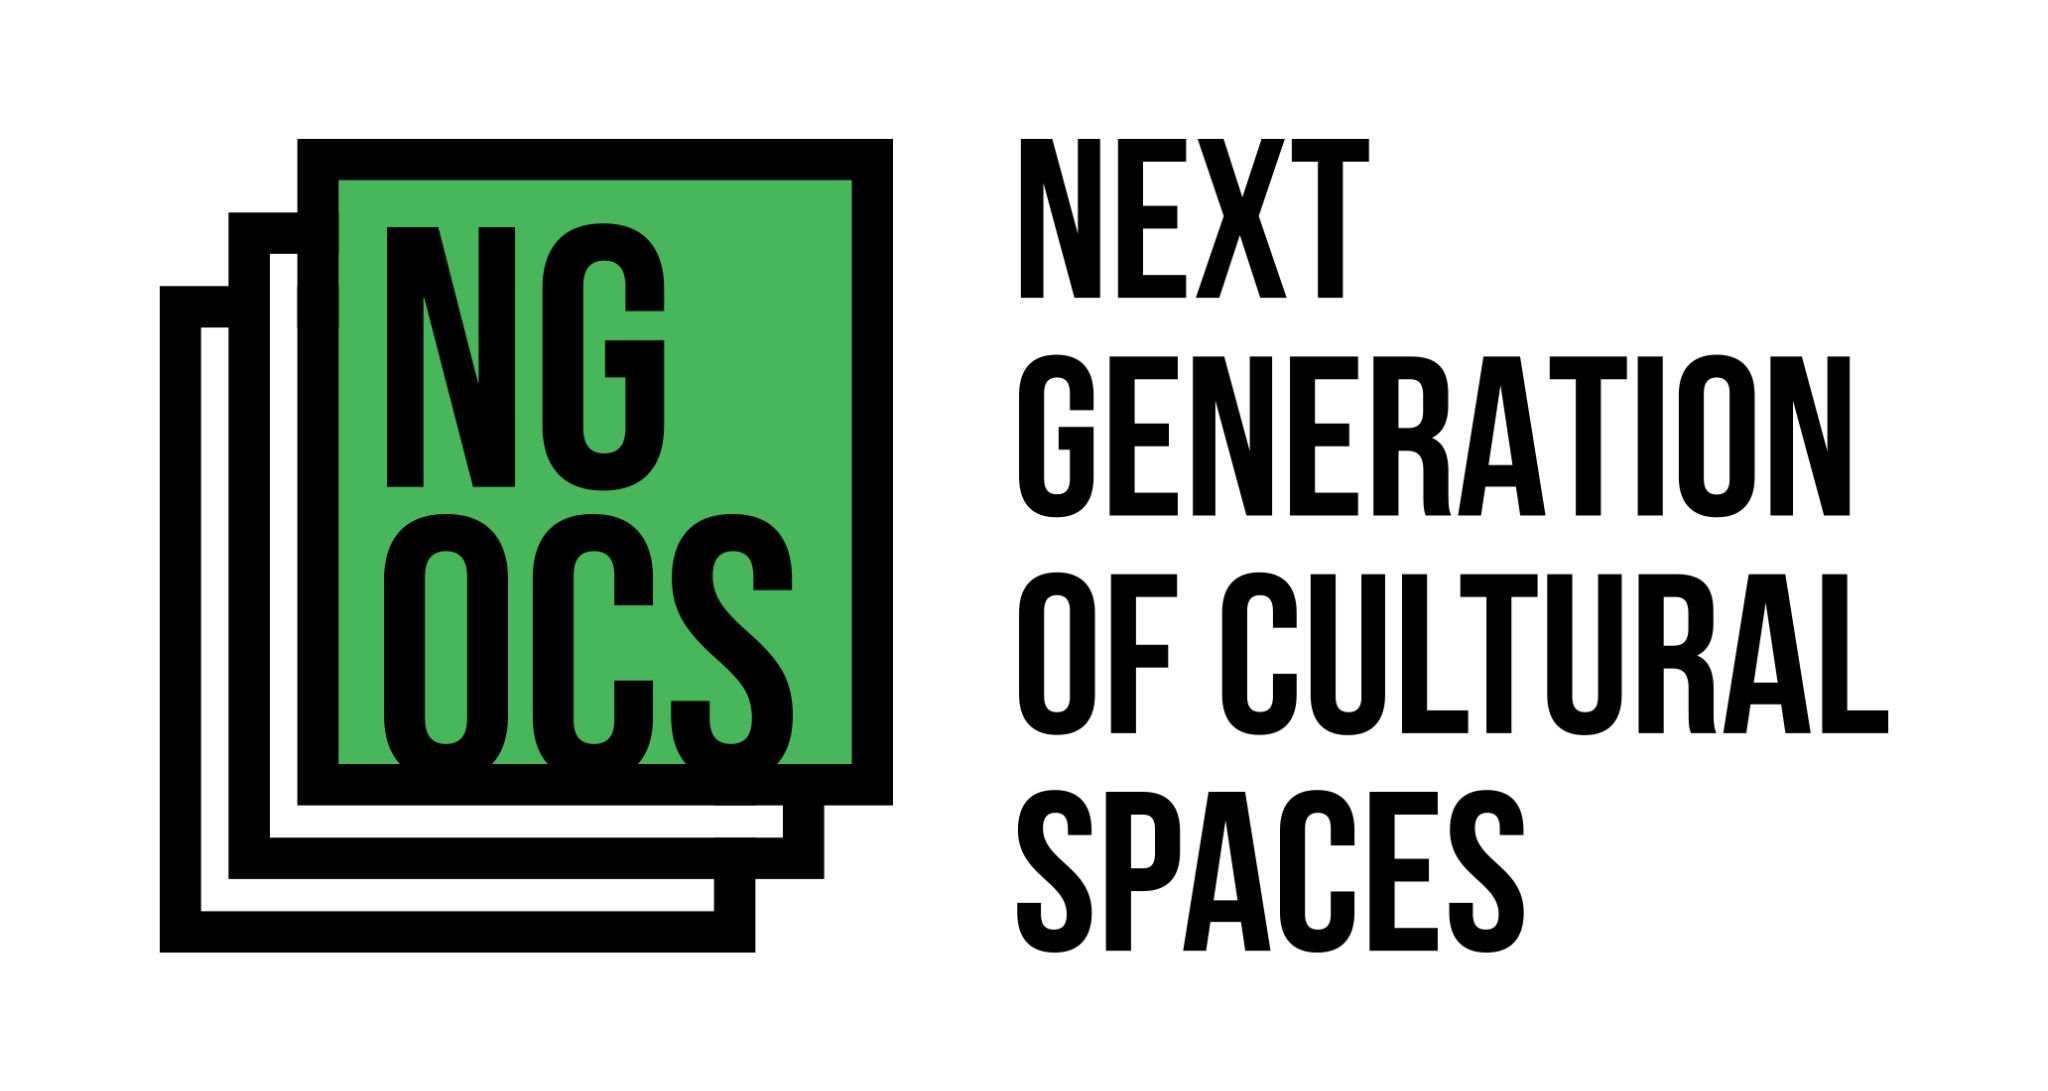 NG
OCS
NEXT
GENERATION
OF CULTURAL
SPACES